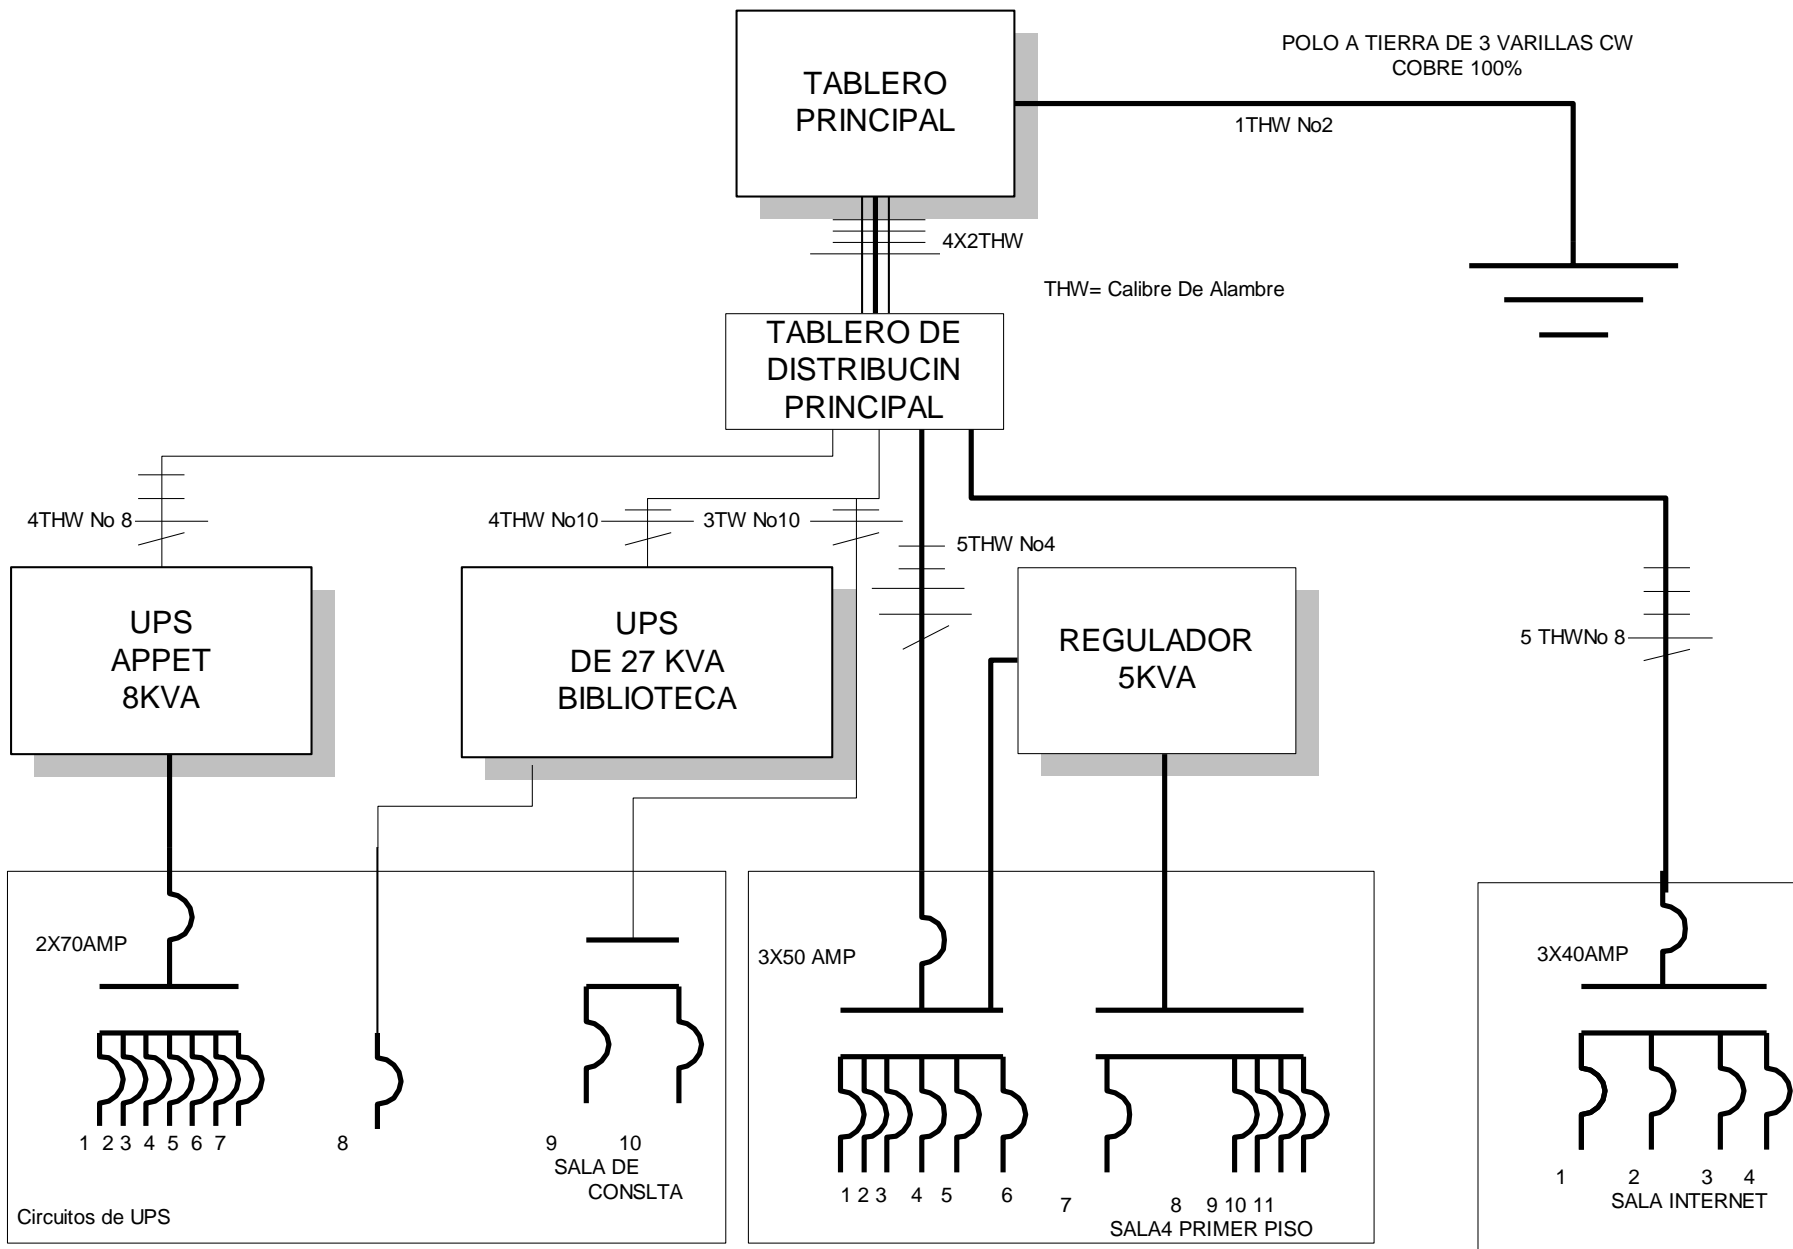 TABLERO
PRINCIPAL
POLO A TIERRA DE 3 VARILLAS CW
COBRE 100%
1THW No2
4X2THW
THW= Calibre De Alambre
TABLERO DE
DISTRIBUCIN
PRINCIPAL
4THW No 8
4THW No10
3TW No10
5THW No4
5 THWNo 8
UPS
APPET
8KVA
UPS
DE 27 KVA
BIBLIOTECA
REGULADOR
5KVA
2X70AMP
3X50 AMP
3X40AMP
1 2 3 4 5 6 7
8
9 10
SALA DE
CONSLTA
Circuitos de UPS
1 2 3 4 5 6
7 8 9 10 11
SALA4 PRIMER PISO
1 2 3 4
SALA INTERNET